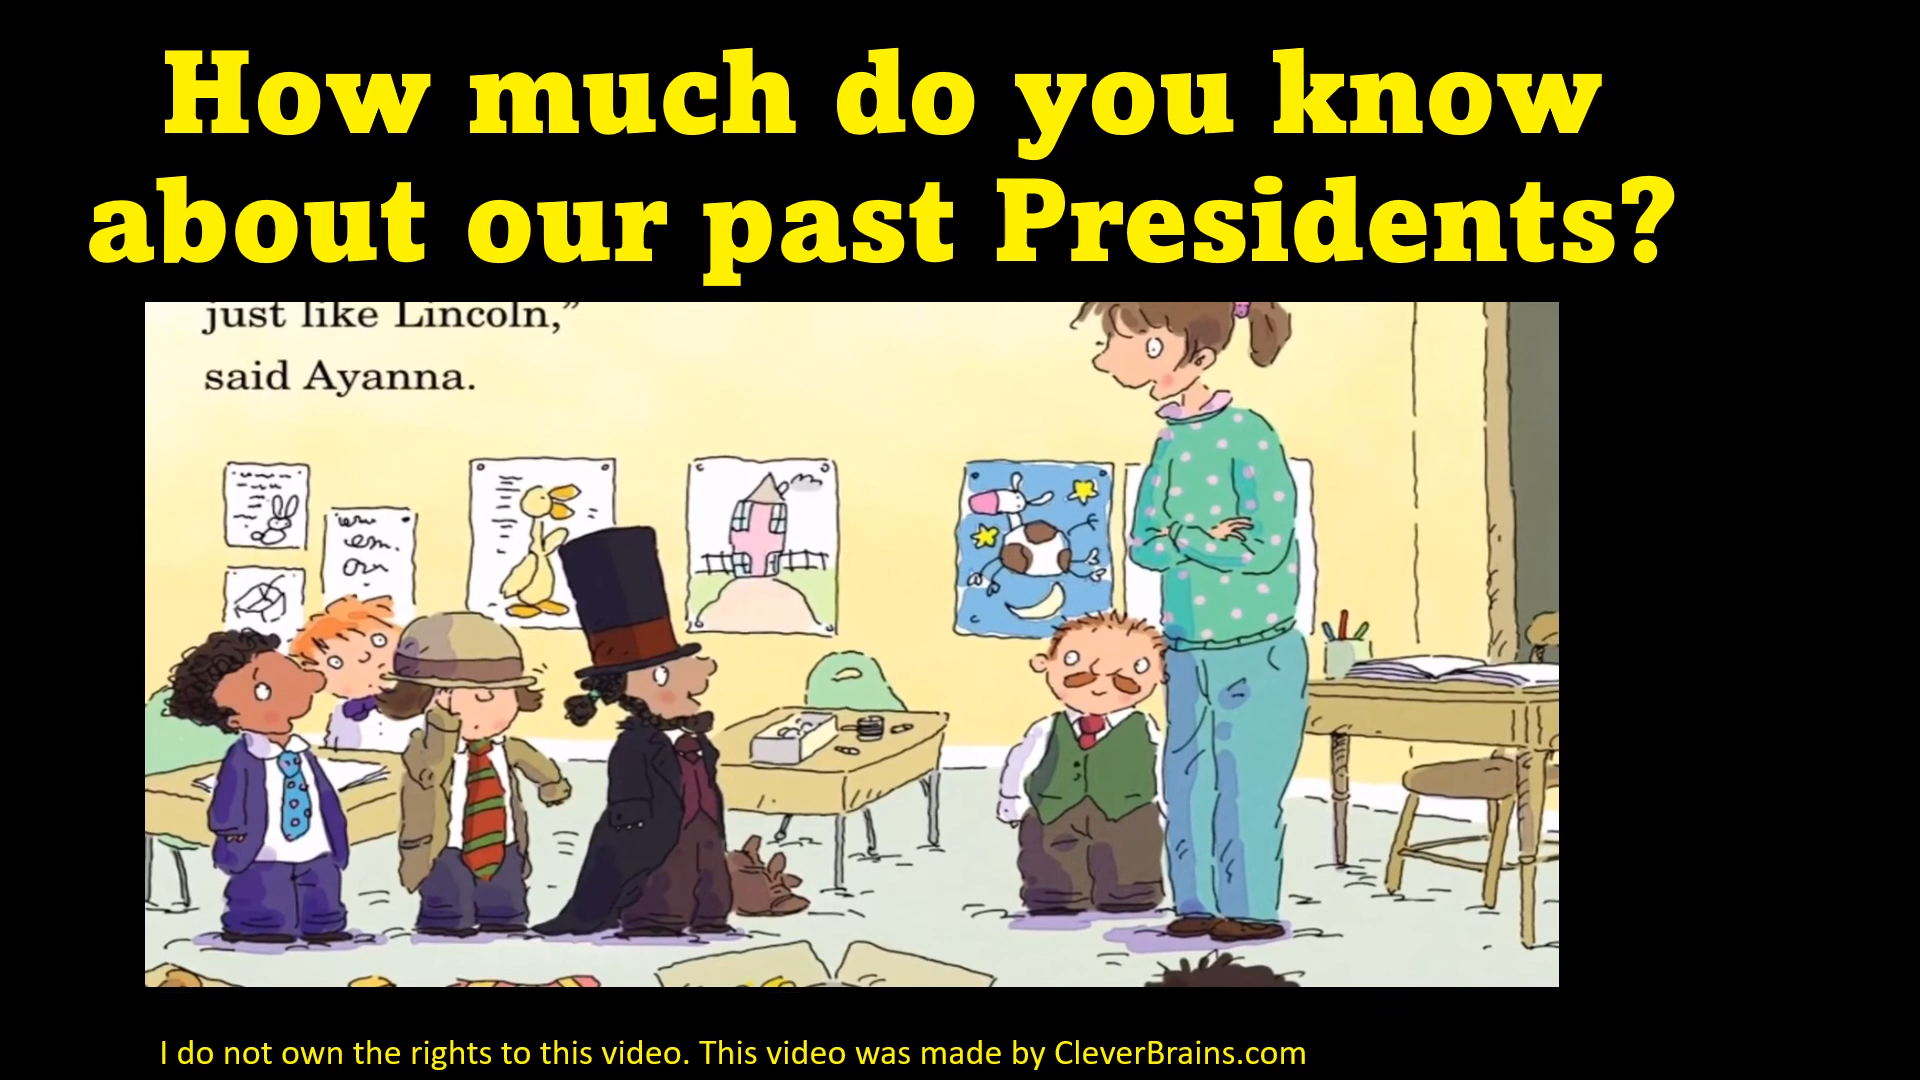 How much do you know
about our past Presidents?
just like Lincoln,”
said Ayanna.
I do not own the rights to this video. This video was made by CleverBrains.com